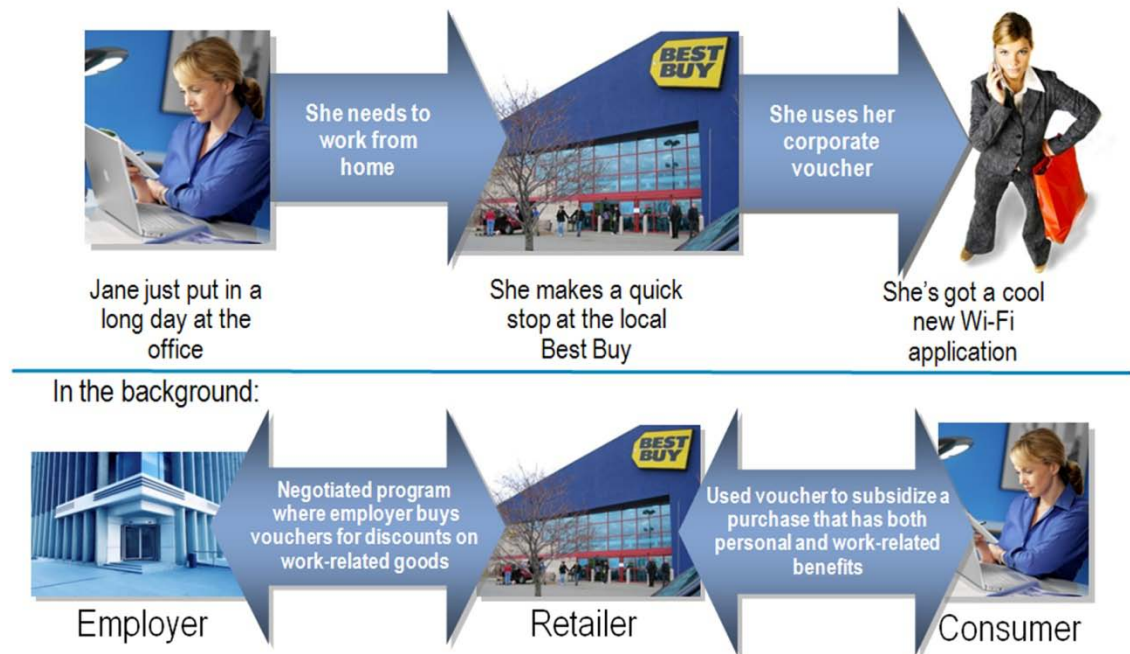 She needs to
work from
home
BEST
BUY
She uses her
corporate
voucher
Jane just put in a
long day at the
office
She makes a quick
stop at the local
Best Buy
She’s got a cool
new Wi-Fi
application
In the background:
Negotiated program
where employer buys
vouchers for discounts on
work-related goods
BEST
BUY
Used voucher to subsidize a
purchase that has both
personal and work-related
benefits
Employer
Retailer
Consumer